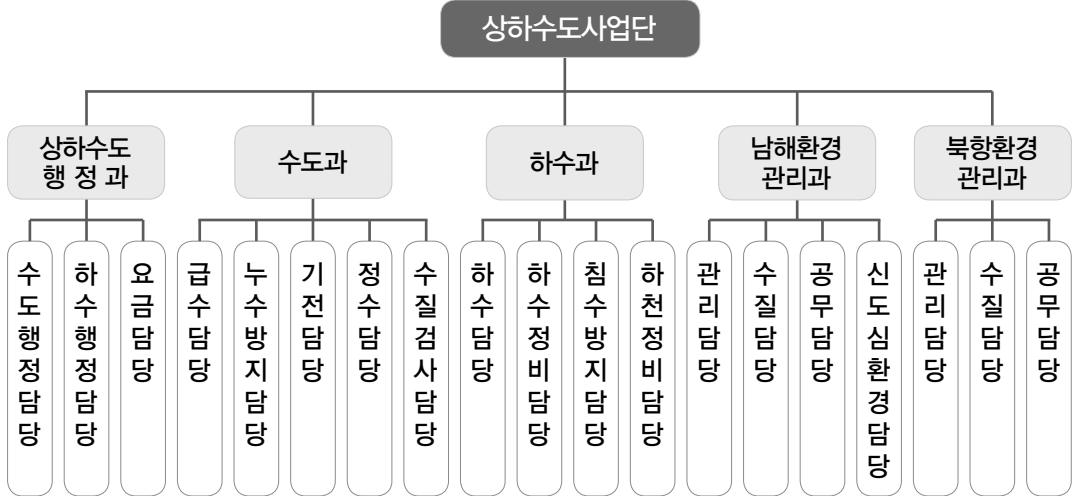 상하수도사업단
상하수도
행 정 과
수도과
하수과
남해환경
관리과
북항환경
관리과
수도행정담당
하수행정담당
요금담당
급수담당
누수방지담당
기전담당
정수담당
수질검사담당
하수담당
하수정비담당
침수방지담당
하천정비담당
관리담당
수질담당
공무담당
신도심환경담당
관리담당
수질담당
공무담당